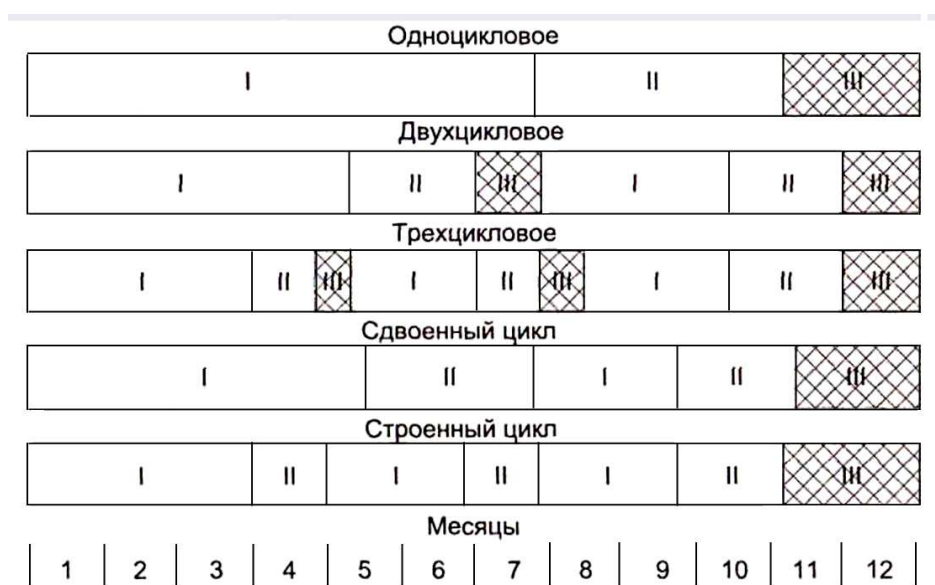 Одноцикловое
I II III
Двухцикловое
I II III I II III
Трехцикловое
I II III I II III I II III
Сдвоенный цикл
I II I II III
Строенный цикл
I II I II I II III
Месяцы
1 2 3 4 5 6 7 8 9 10 11 12